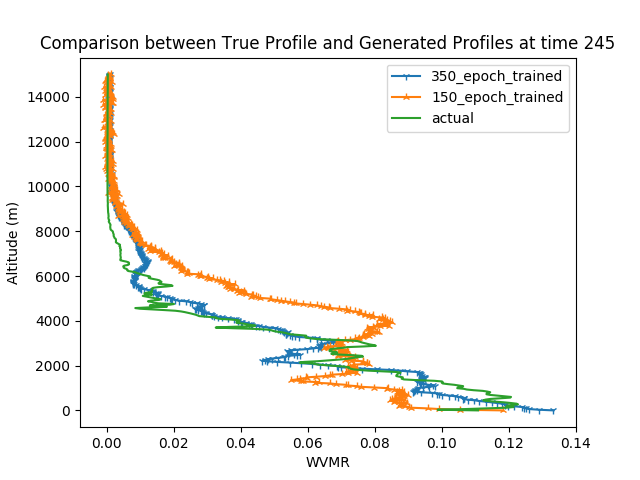 Comparison between True Profile and Generated Profiles at time 245
350_epoch_trained
150_epoch_trained
actual
14000
12000
10000
8000
6000
4000
2000
0
Altitude (m)
0.00 0.02 0.04 0.06 0.08 0.10 0.12 0.14
WVMR